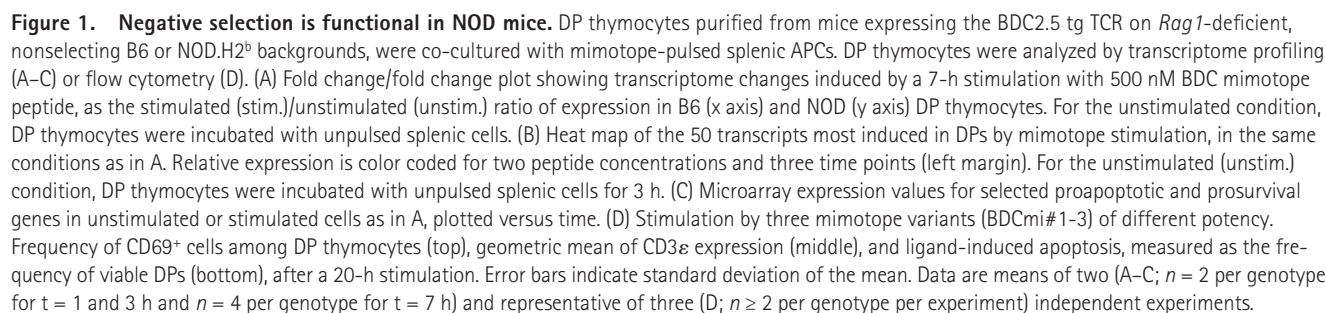 Figure 1. Negative selection is functional in NOD mice. DP thymocytes purified from mice expressing the BDC2.5 tg TCR on Rag1-deficient,
nonselecting B6 or NOD.H2ᵇ backgrounds, were co-cultured with mimotope-pulsed splenic APCs. DP thymocytes were analyzed by transcriptome profiling
(A–C) or flow cytometry (D). (A) Fold change/fold change plot showing transcriptome changes induced by a 7-h stimulation with 500 nM BDC mimotope
peptide, as the stimulated (stim.)/unstimulated (unstim.) ratio of expression in B6 (x axis) and NOD (y axis) DP thymocytes. For the unstimulated condition,
DP thymocytes were incubated with unpulsed splenic cells. (B) Heat map of the 50 transcripts most induced in DPs by mimotope stimulation, in the same
conditions as in A. Relative expression is color coded for two peptide concentrations and three time points (left margin). For the unstimulated (unstim.)
condition, DP thymocytes were incubated with unpulsed splenic cells for 3 h. (C) Microarray expression values for selected proapoptotic and prosurvival
genes in unstimulated or stimulated cells as in A, plotted versus time. (D) Stimulation by three mimotope variants (BDCmi#1-3) of different potency.
Frequency of CD69⁺ cells among DP thymocytes (top), geometric mean of CD3ε expression (middle), and ligand-induced apoptosis, measured as the fre-
quency of viable DPs (bottom), after a 20-h stimulation. Error bars indicate standard deviation of the mean. Data are means of two (A–C; n = 2 per genotype
for t = 1 and 3 h and n = 4 per genotype for t = 7 h) and representative of three (D; n ≥ 2 per genotype per experiment) independent experiments.